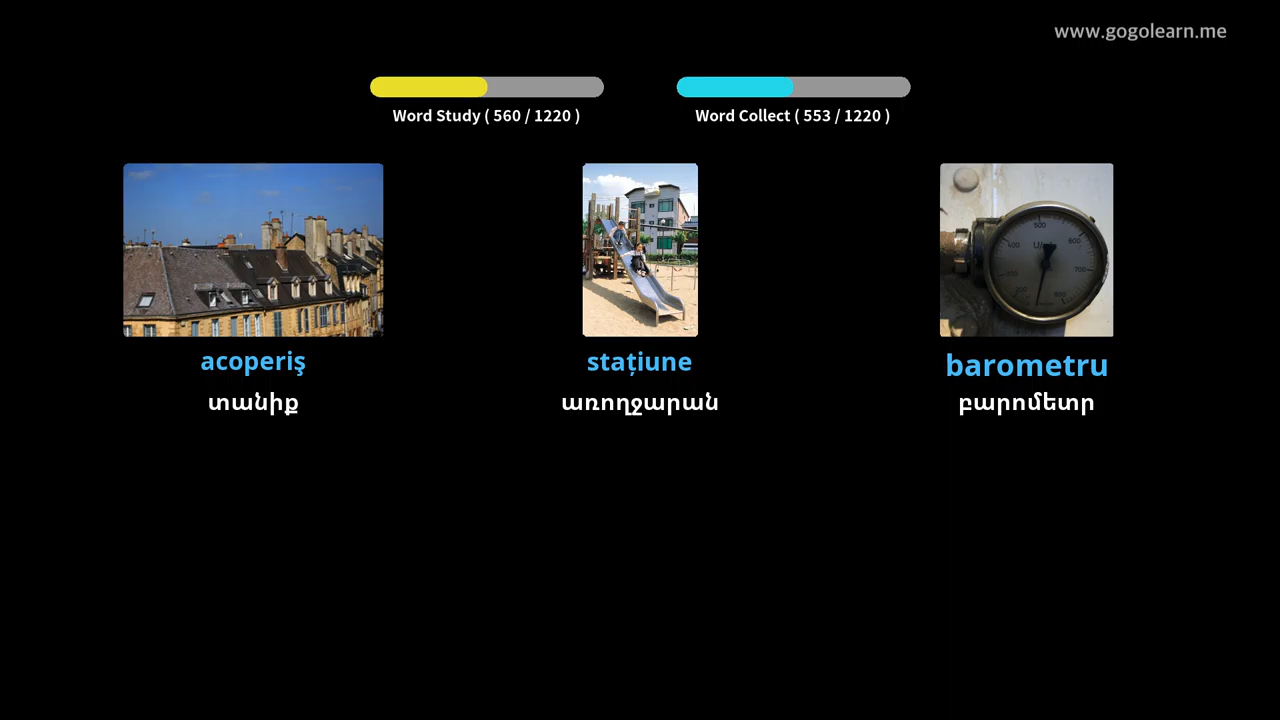 www.gogolearn.me
Word Study ( 560 / 1220 )
Word Collect ( 553 / 1220 )
acoperiş
stațiune
barometru
տանիք
առողջարան
բարոմետր